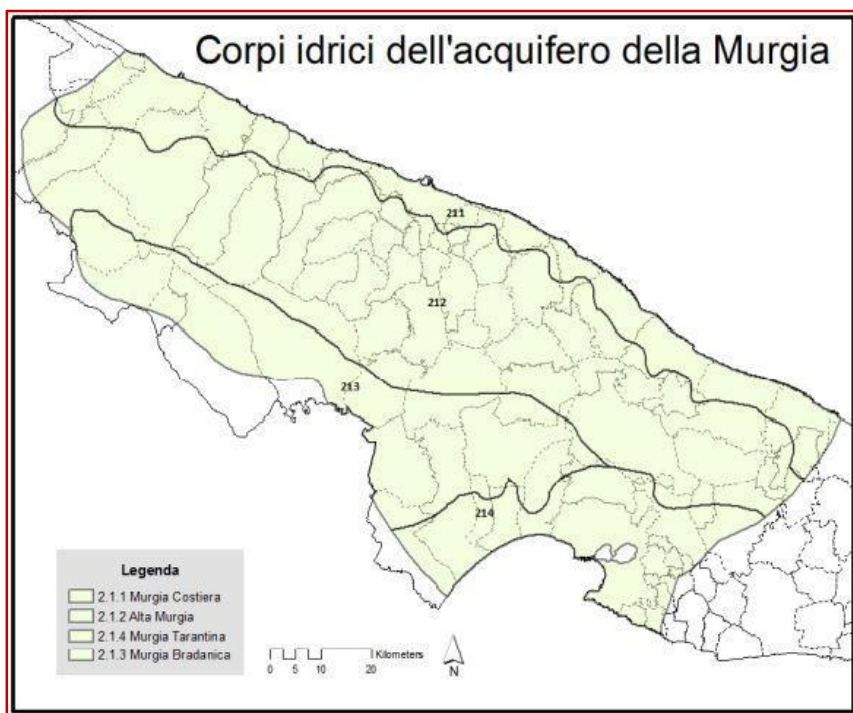 Corpi idrici dell'acquifero della Murgia
211
212
213
214
Legenda
2.1.1 Murgia Costiera
2.1.2 Alta Murgia
2.1.4 Murgia Tarantina
2.1.3 Murgia Bradanica
Kilometers
0 5 10 20
N